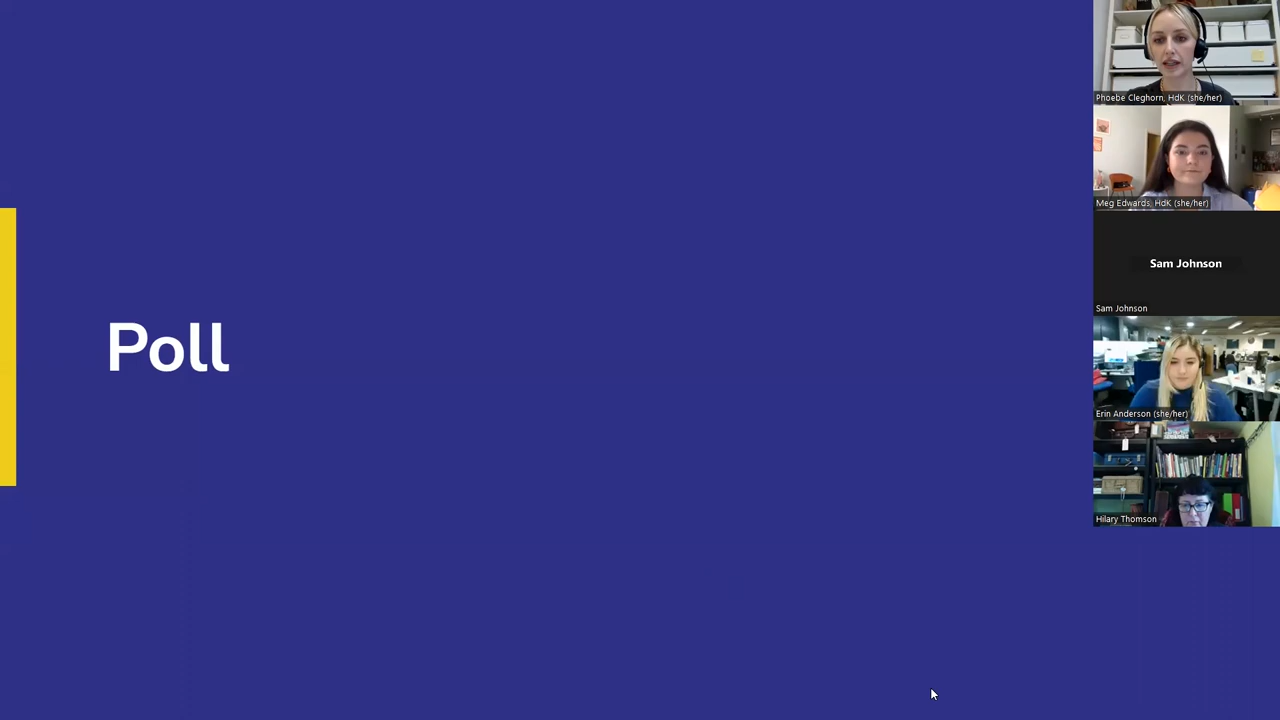 Poll
Phoebe Cleghorn, HdK (she/her)
Meg Edwards, HdK (she/her)
Sam Johnson
Sam Johnson
Erin Anderson (she/her)
Hilary Thomson